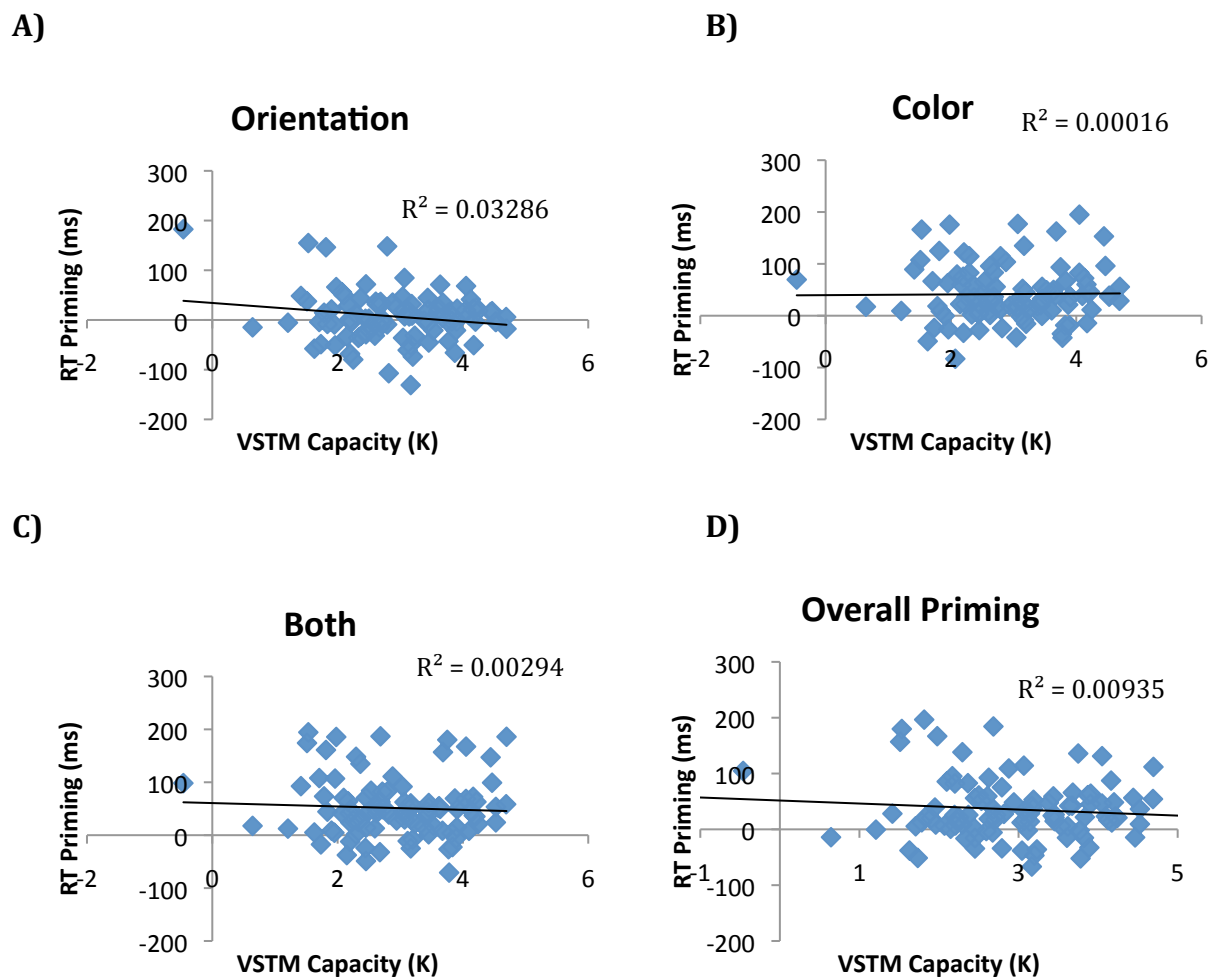 A)
Orientation
R² = 0.03286
RT Priming (ms)
300
200
100
0
-100
-200
-2 0 2 4 6
VSTM Capacity (K)
B)
Color
R² = 0.00016
RT Priming (ms)
300
200
100
0
-100
-200
-2 0 2 4 6
VSTM Capacity (K)
C)
Both
R² = 0.00294
RT Priming (ms)
300
200
100
0
-100
-200
-2 0 2 4 6
VSTM Capacity (K)
D)
Overall Priming
R² = 0.00935
RT Priming (ms)
300
200
100
0
-100
-200
-1 1 3 5
VSTM Capacity (K)